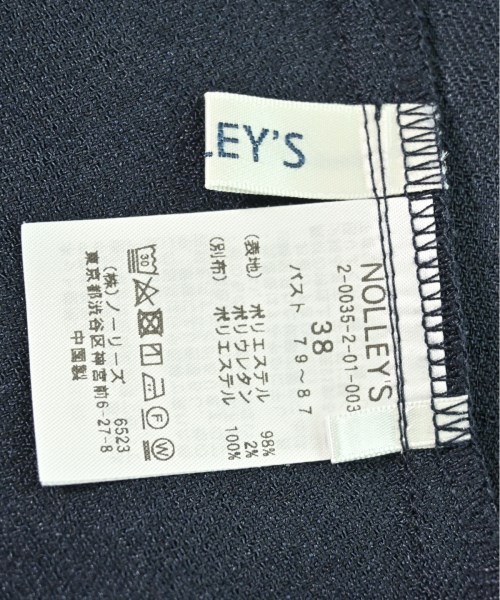 LEY'S
NOLLEY'S
2-0035-2-01-003
38
バスト 79～87
(表地) ポリエステル 98%
ポリウレタン 2%
(別布) ポリエステル 100%
30
F
W
(株)ノーリーズ 6523
東京都渋谷区神宮前6-27-8
中国製